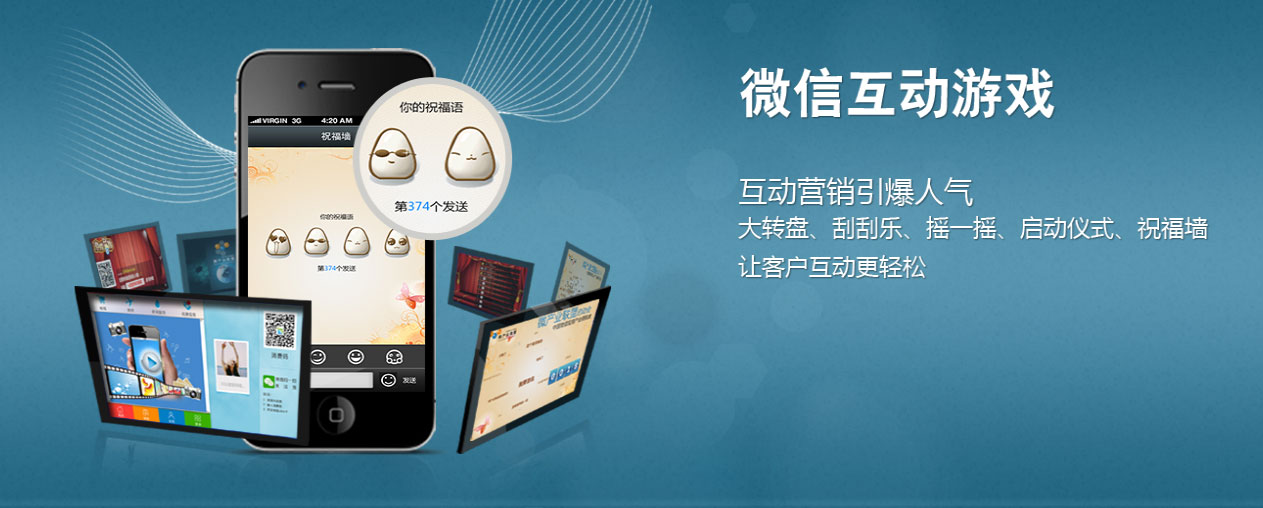 微信互动游戏
互动营销引爆人气
大转盘、刮刮乐、摇一摇、启动仪式、祝福墙
让客户互动更轻松
VIRGIN 3G 4:20 AM
祝福墙
你的祝福语
第374个发送
你的祝福语
第374个发送
发送